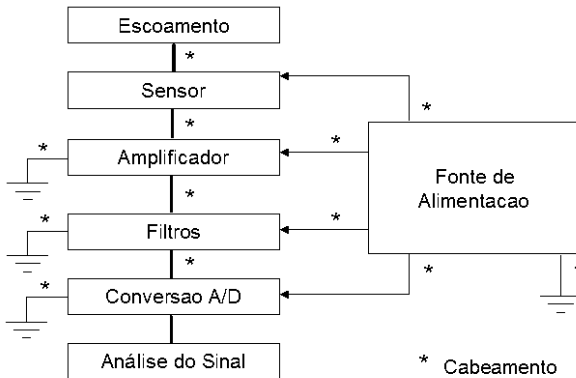 Escoamento
*
Sensor
*
*
*
Amplificador
*
*
Fonte de
Alimentacao
*
*
Filtros
*
*
*
*
Conversao A/D
*
Análise do Sinal
* Cabeamento